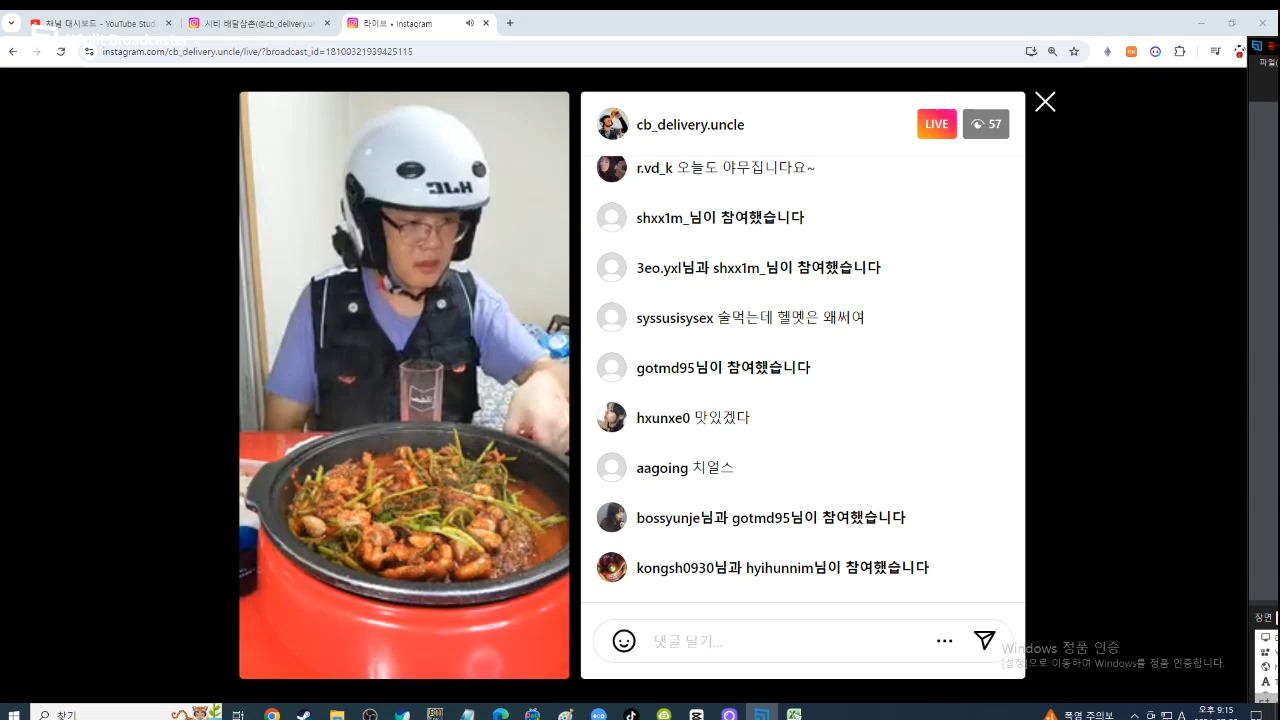 채널 대시보드 - YouTube Studi
시비 배달삼촌(@cb_delivery.u
라이브 • Instagram
instagram.com/cb_delivery.uncle/live/?broadcast_id=18100321939425115
파일(
JLH
cb_delivery.uncle
LIVE
57
r.vd_k 오늘도 야무집니다요~
shxx1m_님이 참여했습니다
3eo.yxl님과 shxx1m_님이 참여했습니다
syssusisysex 술먹는데 헬멧은 왜써여
gotmd95님이 참여했습니다
hxunxe0 맛있겠다
aagoing 치얼스
bossyunje님과 gotmd95님이 참여했습니다
kongsh0930님과 hyihunnim님이 참여했습니다
댓글 달기...
Windows 정품 인증
[설정]으로 이동하여 Windows를 정품 인증합니다.
장면
찾기
폭염 주의보
A
오후 9:15